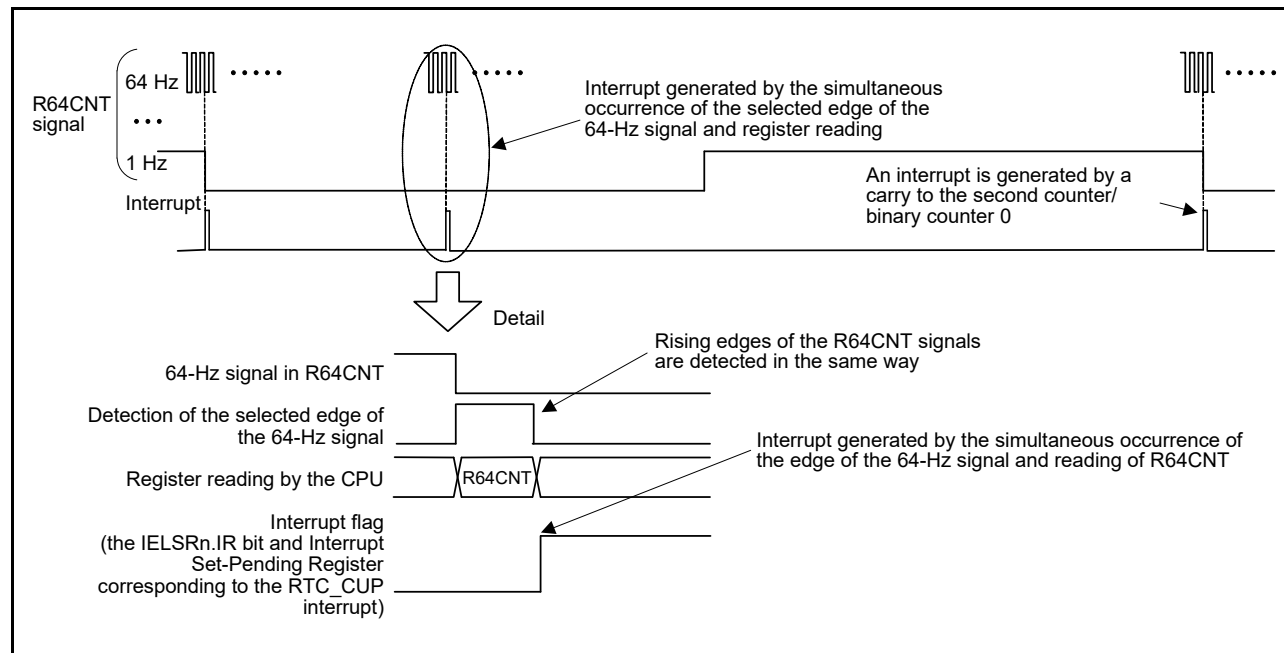 64 Hz
R64CNT
signal
1 Hz
Interrupt
Interrupt generated by the simultaneous
occurrence of the selected edge of the
64-Hz signal and register reading
An interrupt is generated by a
carry to the second counter/
binary counter 0
Detail
Rising edges of the R64CNT signals
are detected in the same way
64-Hz signal in R64CNT
Detection of the selected edge of
the 64-Hz signal
Interrupt generated by the simultaneous occurrence of
the edge of the 64-Hz signal and reading of R64CNT
Register reading by the CPU
R64CNT
Interrupt flag
(the IELSRn.IR bit and Interrupt
Set-Pending Register
corresponding to the RTC_CUP
interrupt)